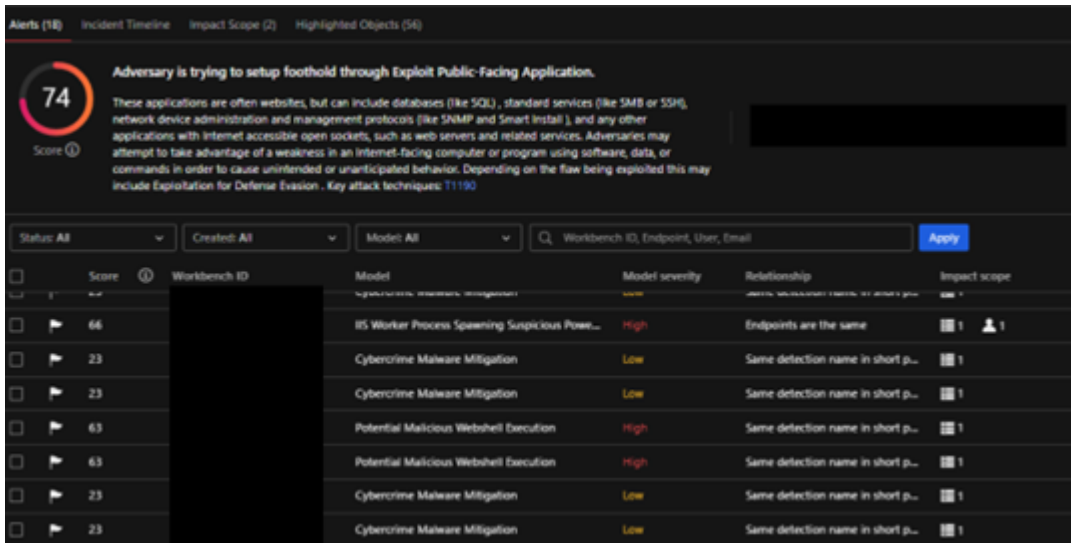 Alerts (18) Incident Timeline Impact Scope (2) Highlighted Objects (56)
74
Score
Adversary is trying to setup foothold through Exploit Public-Facing Application.
These applications are often websites, but can include databases (like SQL) , standard services (like SMB or SSH),
network device administration and management protocols (like SNMP and Smart Install ), and any other
applications with Internet accessible open sockets, such as web servers and related services. Adversaries may
attempt to take advantage of a weakness in an Internet-facing computer or program using software, data, or
commands in order to cause unintended or unanticipated behavior. Depending on the flaw being exploited this may
include Exploitation for Defense Evasion . Key attack techniques: T1190
Status: All Created: All Model: All Workbench ID, Endpoint, User, Email Apply
Score Workbench ID Model Model severity Relationship Impact scope
Cybercrime Malware Mitigation Low Same detection name in short p...
66 IIS Worker Process Spawning Suspicious Powe... High Endpoints are the same 1 1
23 Cybercrime Malware Mitigation Low Same detection name in short p... 1
23 Cybercrime Malware Mitigation Low Same detection name in short p... 1
63 Potential Malicious Webshell Execution High Same detection name in short p... 1
63 Potential Malicious Webshell Execution High Same detection name in short p... 1
23 Cybercrime Malware Mitigation Low Same detection name in short p... 1
23 Cybercrime Malware Mitigation Low Same detection name in short p... 1